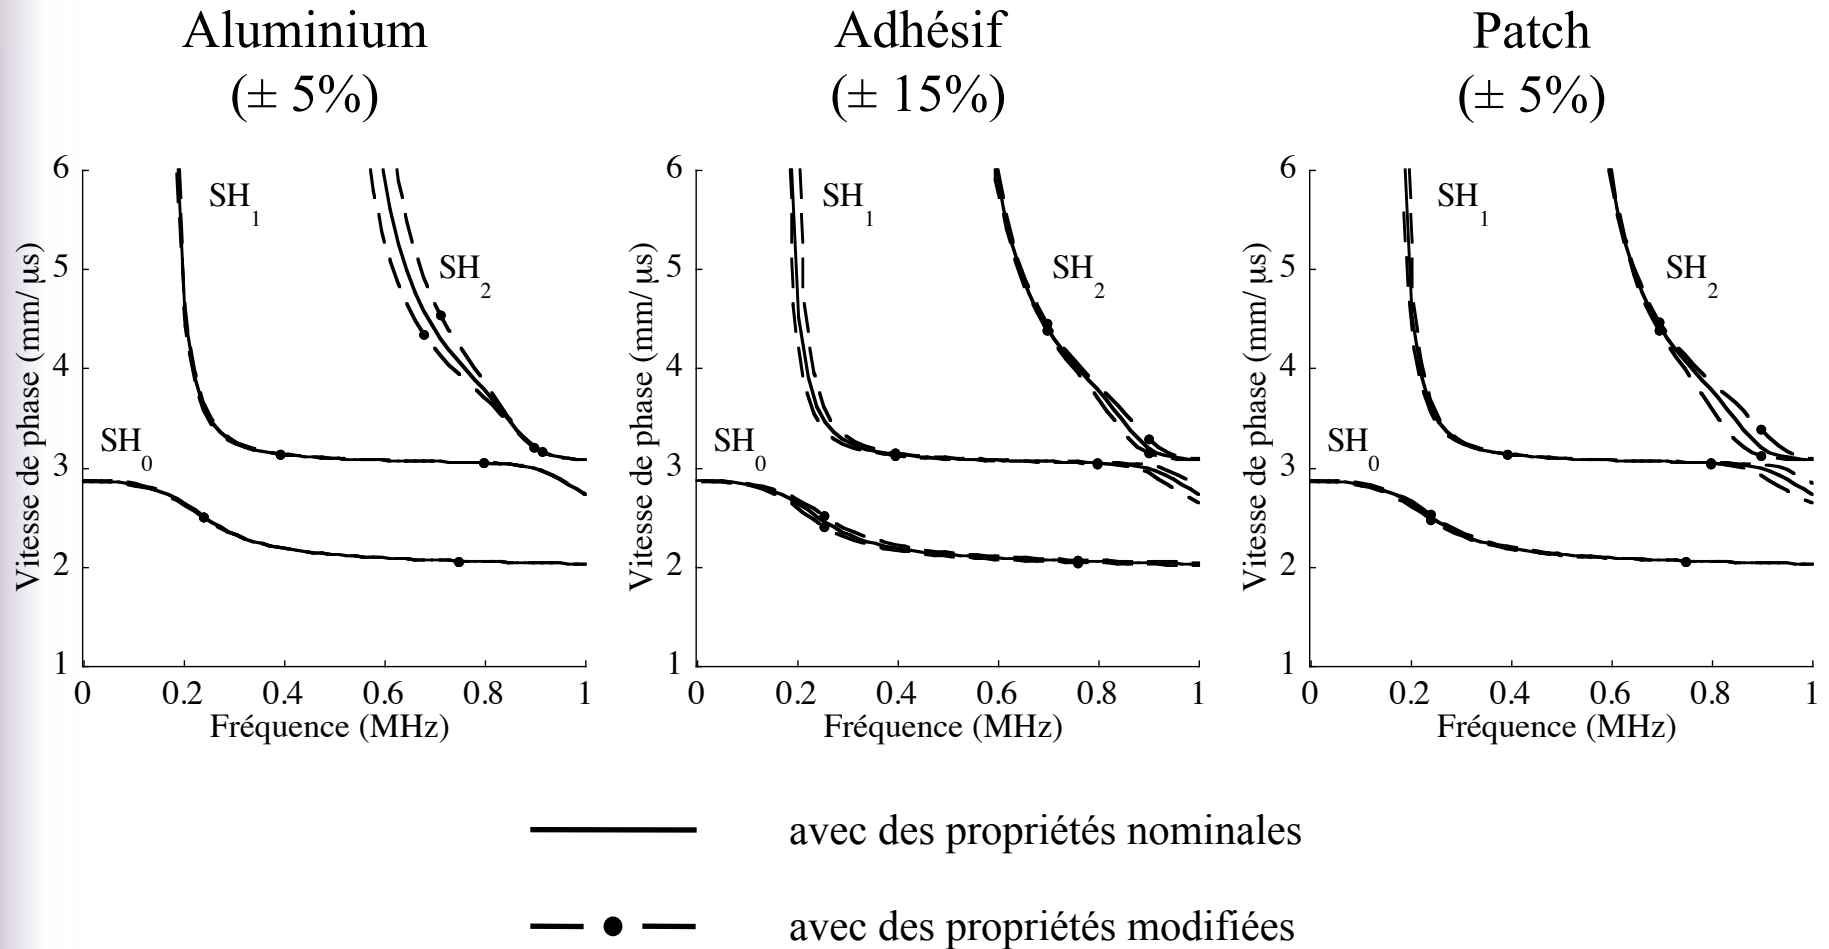 Aluminium
(± 5%)
Adhésif
(± 15%)
Patch
(± 5%)
Vitesse de phase (mm/ µs)
6
5
4
3
2
1
SH1
SH2
SH0
0 0.2 0.4 0.6 0.8 1
Fréquence (MHz)
Vitesse de phase (mm/ µs)
6
5
4
3
2
1
SH1
SH2
SH0
0 0.2 0.4 0.6 0.8 1
Fréquence (MHz)
Vitesse de phase (mm/ µs)
6
5
4
3
2
1
SH1
SH2
SH0
0 0.2 0.4 0.6 0.8 1
Fréquence (MHz)
avec des propriétés nominales
avec des propriétés modifiées